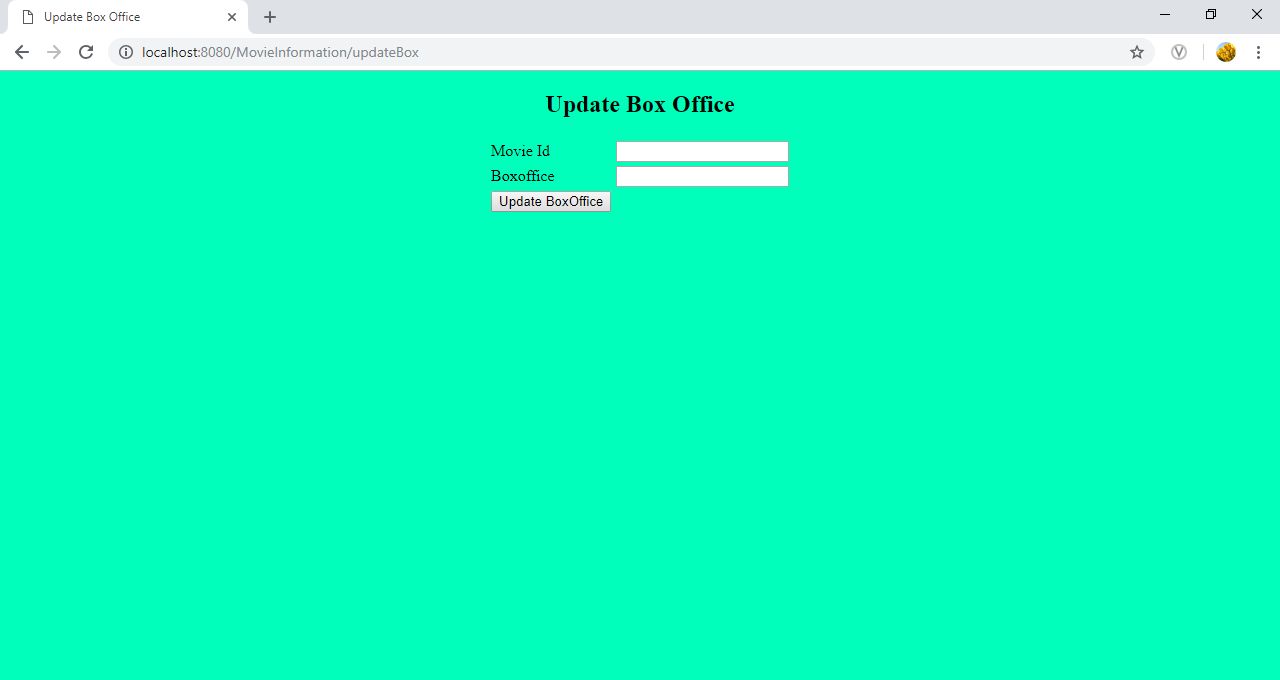 Update Box Office
localhost:8080/MovieInformation/updateBox
Update Box Office
Movie Id
Boxoffice
Update BoxOffice